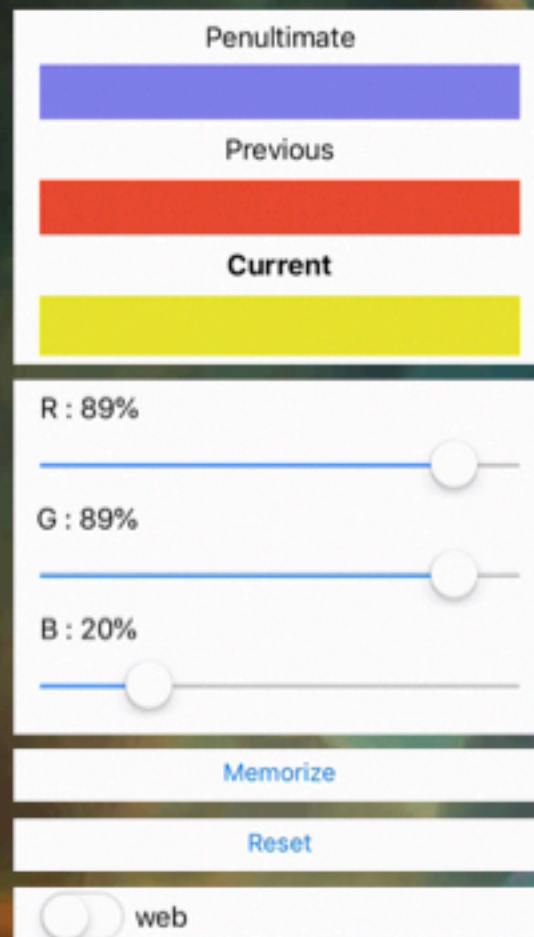 Penultimate
Previous
Current
R : 89%
G : 89%
B : 20%
Memorize
Reset
web